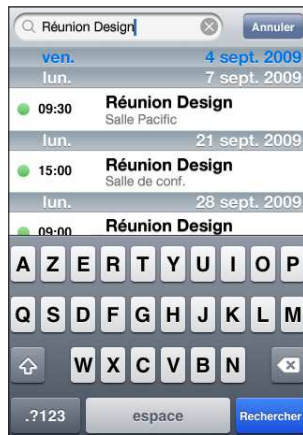 Réunion Design Annuler
ven. 4 sept. 2009
lun. 7 sept. 2009
09:30 Réunion Design
Salle Pacific
lun. 21 sept. 2009
15:00 Réunion Design
Salle de conf.
lun. 28 sept. 2009
09:00 Réunion Design
A Z E R T Y U I O P
Q S D F G H J K L M
W X C V B N
.?123 espace Rechercher